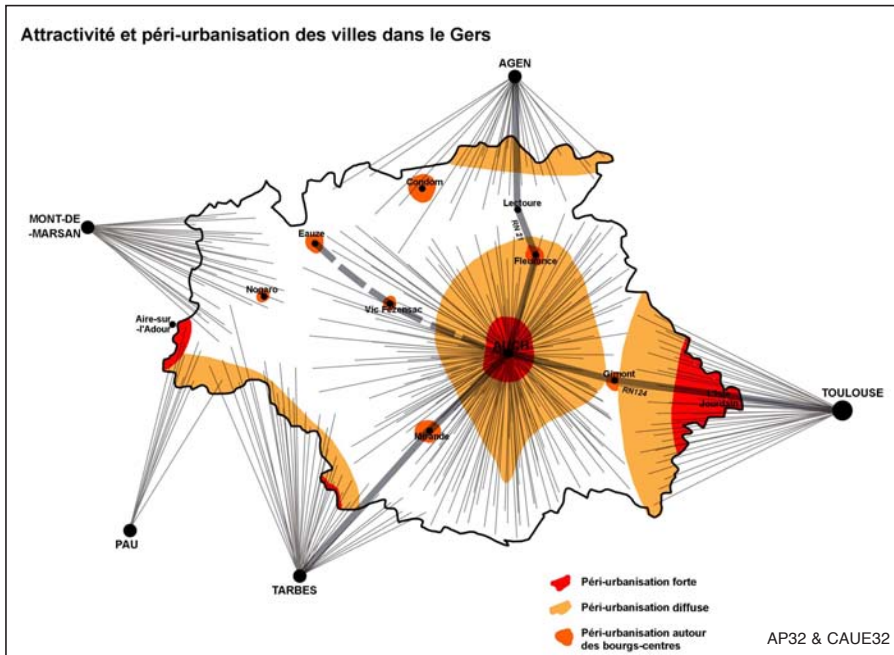 Attractivité et péri-urbanisation des villes dans le Gers
AGEN
Condom
Lectoure
MONT-DE
-MARSAN
RN 21
Eauze
Fleurance
Nogaro
Vic Fezensac
Aire-sur
-l'Adour
AUCH
Gimont
RN124
Jourdain
TOULOUSE
Mirande
PAU
TARBES
Péri-urbanisation forte
Péri-urbanisation diffuse
Péri-urbanisation autour
des bourgs-centres
AP32 & CAUE32